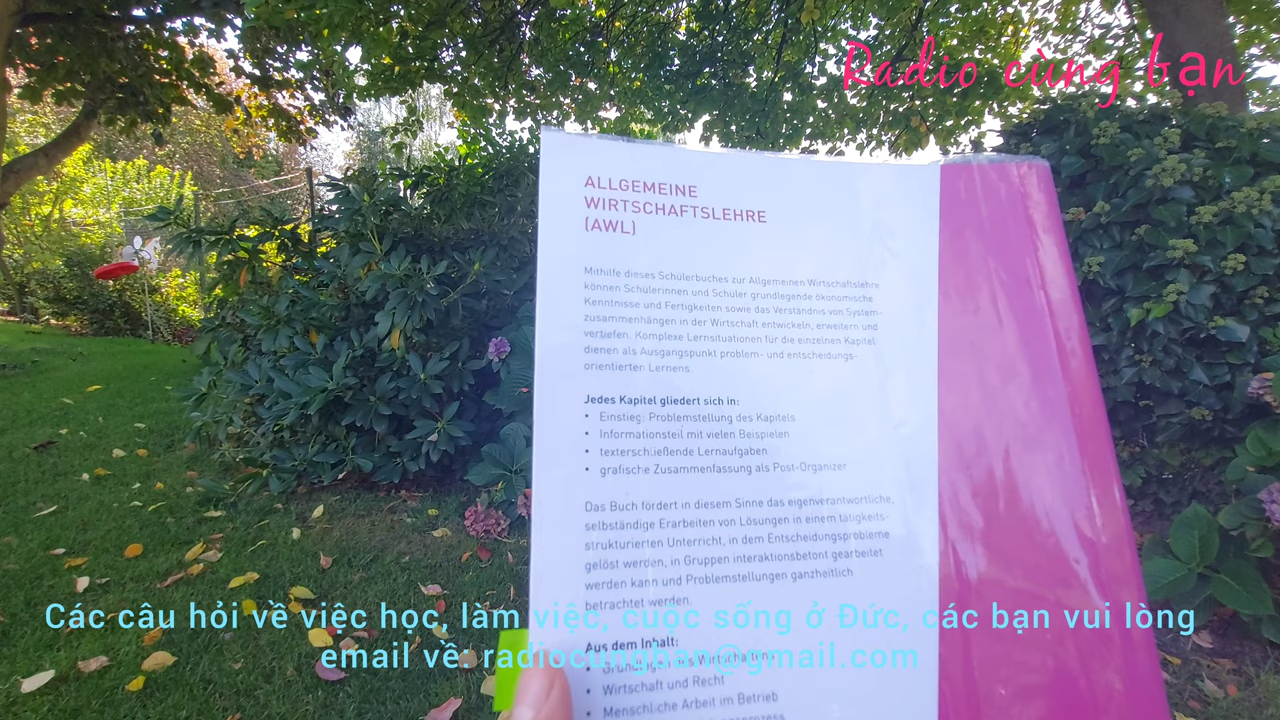 Radio cùng bạn
ALLGEMEINE
WIRTSCHAFTSLEHRE
(AWL)
Mithilfe dieses Schülerbuches zur Allgemeinen Wirtschaftslehre
können Schülerinnen und Schüler grundlegende ökonomische
Kenntnisse und Fertigkeiten sowie das Verständnis von System-
zusammenhängen in der Wirtschaft entwickeln, erweitern und
vertiefen. Komplexe Lernsituationen für die einzelnen Kapitel
dienen als Ausgangspunkt problem- und entscheidungs-
orientierten Lernens.
Jedes Kapitel gliedert sich in:
• Einstieg: Problemstellung des Kapitels
• Informationsteil mit vielen Beispielen
• texterschließende Lernaufgaben
• grafische Zusammenfassung als Post-Organizer
Das Buch fördert in diesem Sinne das eigenverantwortliche,
selbständige Erarbeiten von Lösungen in einem tätigkeits-
strukturierten Unterricht, in dem Entscheidungsprobleme
gelöst werden, in Gruppen interaktionsbetont gearbeitet
werden kann und Problemstellungen ganzheitlich
betrachtet werden.
Các câu hỏi về việc học, làm việc, cuộc sống ở Đức, các bạn vui lòng
email về: radiocungban@gmail.com
Aus dem Inhalt:
• Grundlagen des Wirtschaftens
• Wirtschaft und Recht
• Menschliche Arbeit im Betrieb